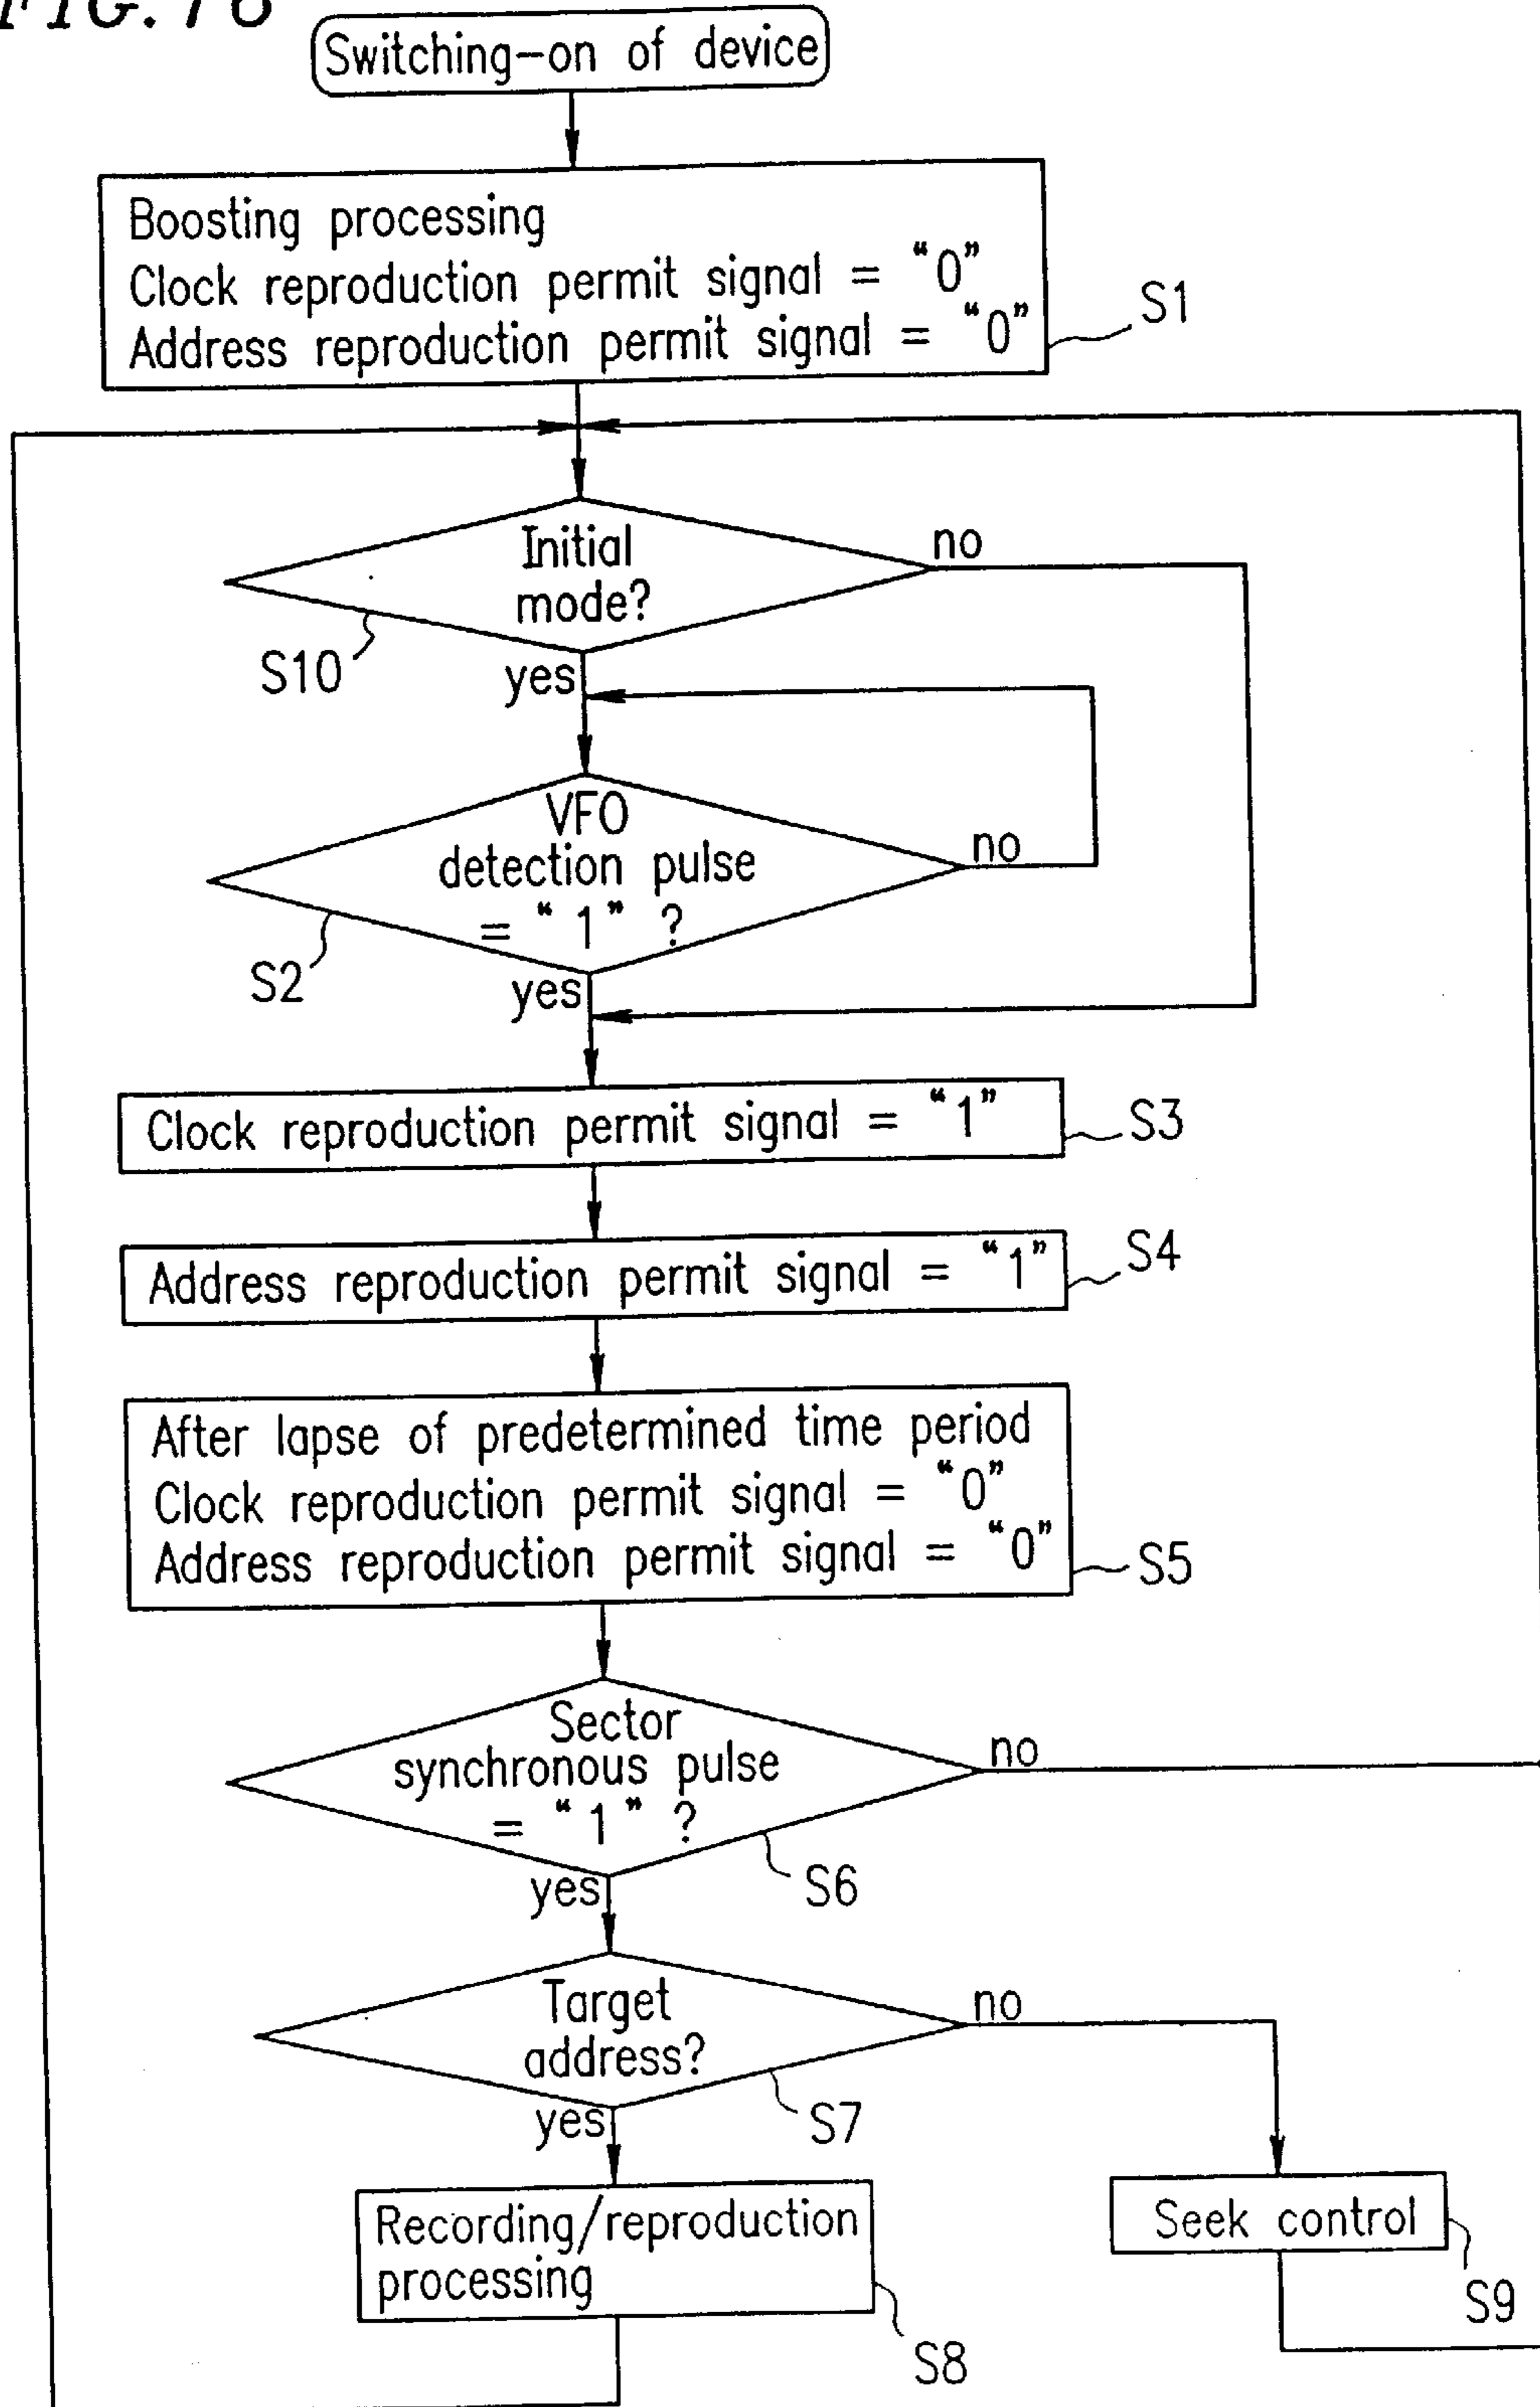 Switching-on of device
Boosting processing
Clock reproduction permit signal = “0”
Address reproduction permit signal = “0”
S1
Initial
mode?
no
S10
yes
VFO
detection pulse
= “1” ?
no
S2
yes
Clock reproduction permit signal = “1”
S3
Address reproduction permit signal = “1”
S4
After lapse of predetermined time period
Clock reproduction permit signal = “0”
Address reproduction permit signal = “0”
S5
Sector
synchronous pulse
= “1” ?
no
yes
S6
Target
address?
no
yes
S7
Recording/reproduction
processing
S8
Seek control
S9